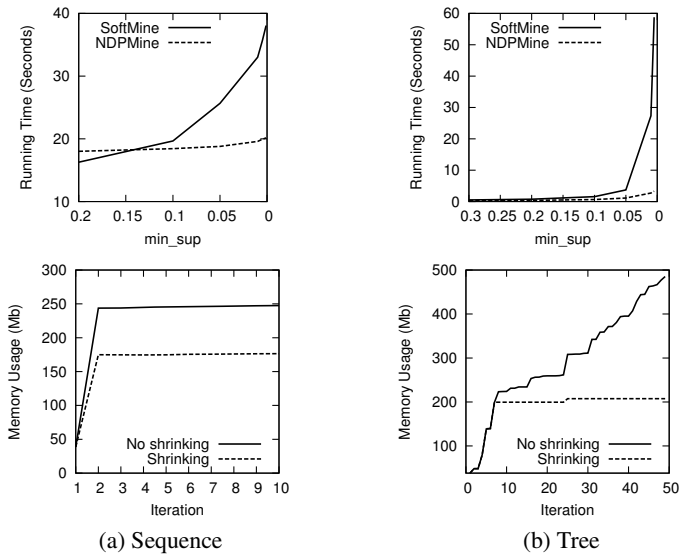 40
30
20
10
0.2 0.15 0.1 0.05 0
Running Time (Seconds)
min_sup
SoftMine
NDPMine
60
50
40
30
20
10
0
0.3 0.25 0.2 0.15 0.1 0.05 0
Running Time (Seconds)
min_sup
SoftMine
NDPMine
300
250
200
150
100
50
0
1 2 3 4 5 6 7 8 9 10
Memory Usage (Mb)
Iteration
No shrinking
Shrinking
500
400
300
200
100
0 10 20 30 40 50
Memory Usage (Mb)
Iteration
No shrinking
Shrinking
(a) Sequence
(b) Tree